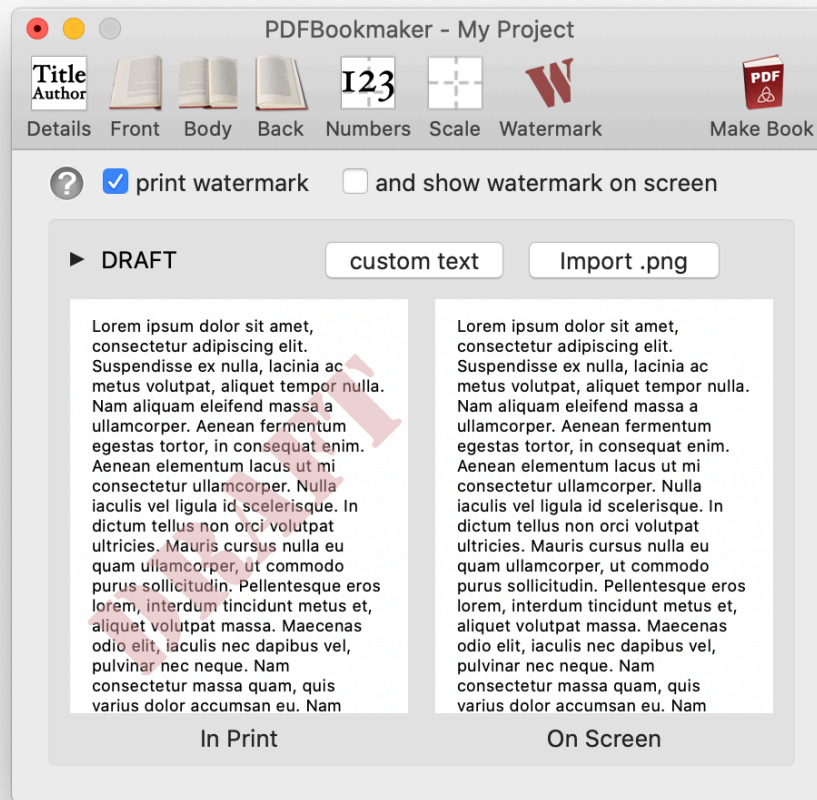 PDFBookmaker - My Project
Title
Author
123
PDF
Details Front Body Back Numbers Scale Watermark Make Book
? print watermark and show watermark on screen
DRAFT custom text Import .png
Lorem ipsum dolor sit amet,
consectetur adipiscing elit.
Suspendisse ex nulla, lacinia ac
metus volutpat, aliquet tempor nulla.
Nam aliquam eleifend massa a
ullamcorper. Aenean fermentum
egestas tortor, in consequat enim.
Aenean elementum lacus ut mi
consectetur ullamcorper. Nulla
iaculis vel ligula id scelerisque. In
dictum tellus non orci volutpat
ultricies. Mauris cursus nulla eu
quam ullamcorper, ut commodo
purus sollicitudin. Pellentesque eros
lorem, interdum tincidunt metus et,
aliquet volutpat massa. Maecenas
odio elit, iaculis nec dapibus vel,
pulvinar nec neque. Nam
consectetur massa quam, quis
varius dolor accumsan eu. Nam
DRAFT
In Print
Lorem ipsum dolor sit amet,
consectetur adipiscing elit.
Suspendisse ex nulla, lacinia ac
metus volutpat, aliquet tempor nulla.
Nam aliquam eleifend massa a
ullamcorper. Aenean fermentum
egestas tortor, in consequat enim.
Aenean elementum lacus ut mi
consectetur ullamcorper. Nulla
iaculis vel ligula id scelerisque. In
dictum tellus non orci volutpat
ultricies. Mauris cursus nulla eu
quam ullamcorper, ut commodo
purus sollicitudin. Pellentesque eros
lorem, interdum tincidunt metus et,
aliquet volutpat massa. Maecenas
odio elit, iaculis nec dapibus vel,
pulvinar nec neque. Nam
consectetur massa quam, quis
varius dolor accumsan eu. Nam
On Screen